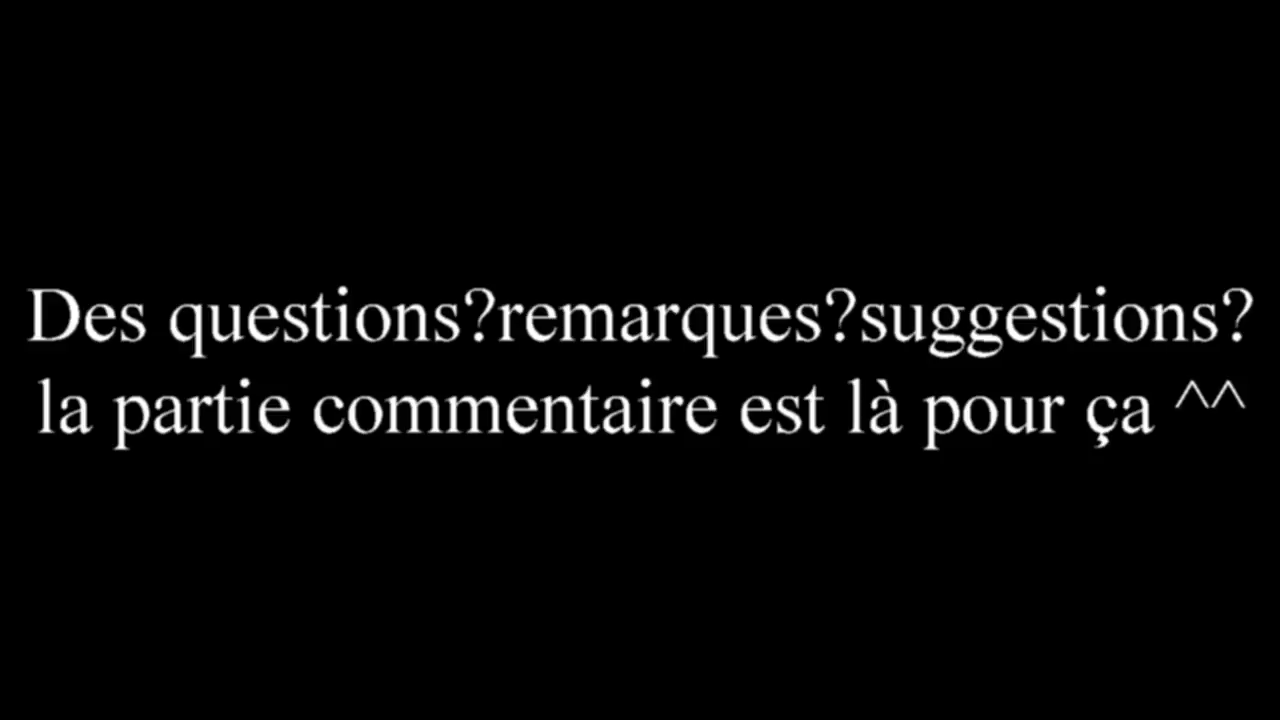 Des questions?remarques?suggestions?
la partie commentaire est là pour ça ^^